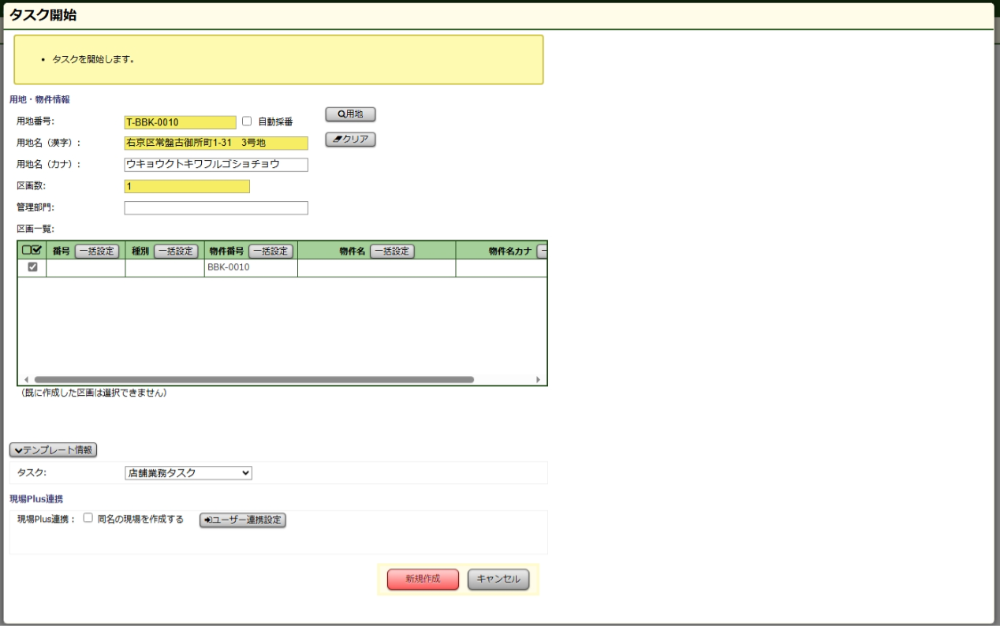 タスク開始
• タスクを開始します。
用地・物件情報
用地番号: T-BBK-0010 自動採番 用地
用地名（漢字）: 右京区常盤古御所町1-31　3号地 クリア
用地名（カナ）: ウキョウクトキワフルゴショチョウ
区画数: 1
管理部門:
区画一覧:
番号 一括設定 種別 一括設定 物件番号 一括設定 物件名 一括設定 物件名カナ
BBK-0010
（既に作成した区画は選択できません）
テンプレート情報
タスク: 店舗業務タスク
現場Plus連携
現場Plus連携： 同名の現場を作成する ユーザー連携設定
新規作成 キャンセル